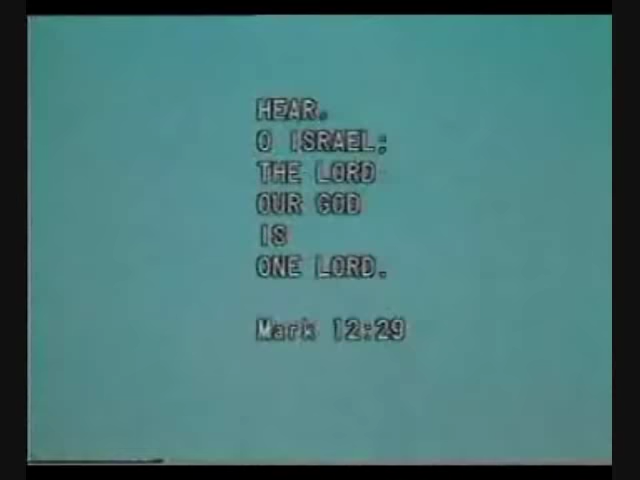 HEAR,
O ISRAEL;
THE LORD
OUR GOD
IS
ONE LORD.
Mark 12:29